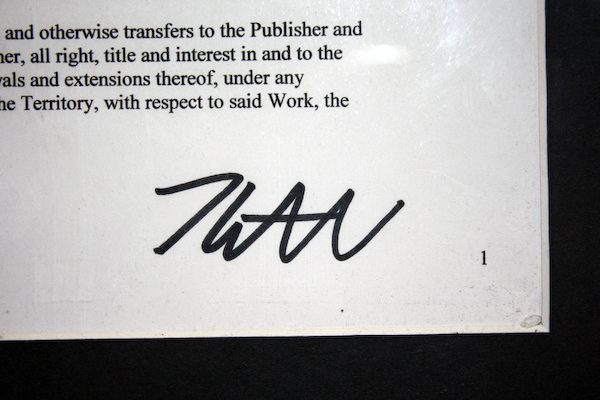 and otherwise transfers to the Publisher and
her, all right, title and interest in and to the
vals and extensions thereof, under any
he Territory, with respect to said Work, the
1